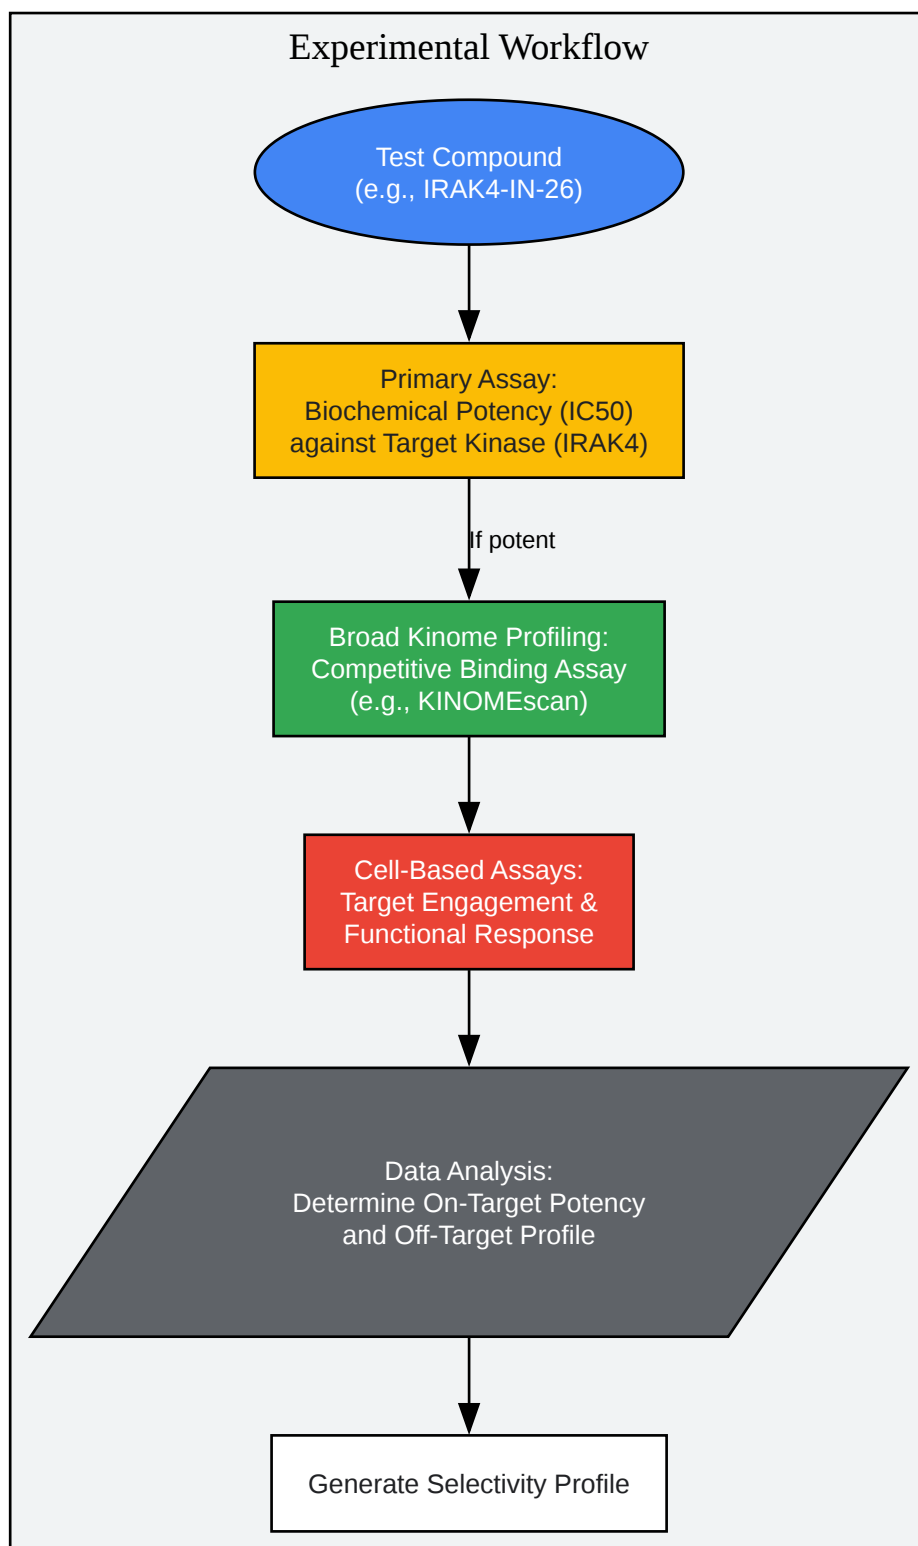 Experimental Workflow
Test Compound
(e.g., IRAK4-IN-26)
Primary Assay:
Biochemical Potency (IC50)
against Target Kinase (IRAK4)
If potent
Broad Kinome Profiling:
Competitive Binding Assay
(e.g., KINOMEscan)
Cell-Based Assays:
Target Engagement &
Functional Response
Data Analysis:
Determine On-Target Potency
and Off-Target Profile
Generate Selectivity Profile